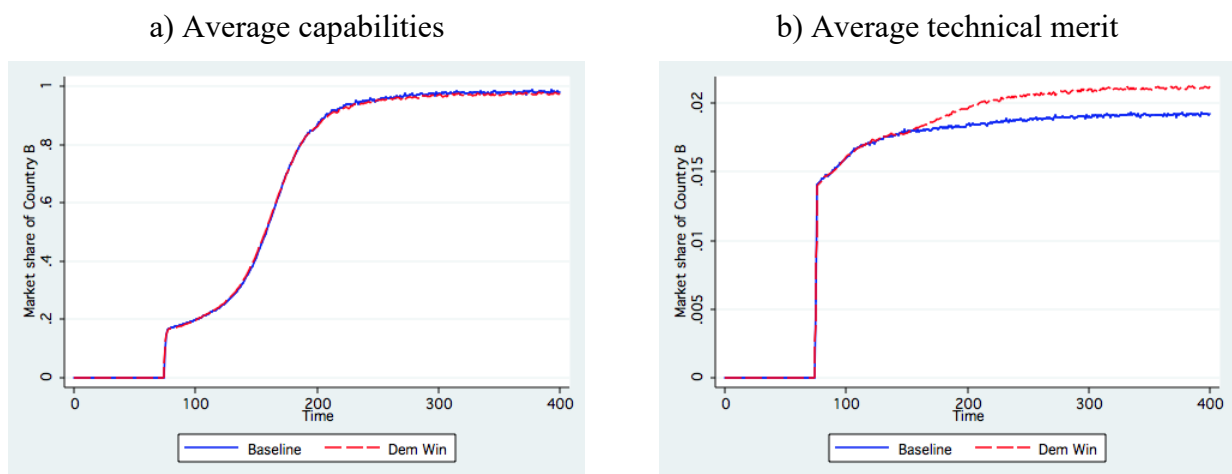 a) Average capabilities
Market share of Country B
1
.8
.6
.4
.2
0
0 100 200 300 400
Time
Baseline Dem Win
b) Average technical merit
Market share of Country B
.02
.015
.01
.005
0
0 100 200 300 400
Time
Baseline Dem Win